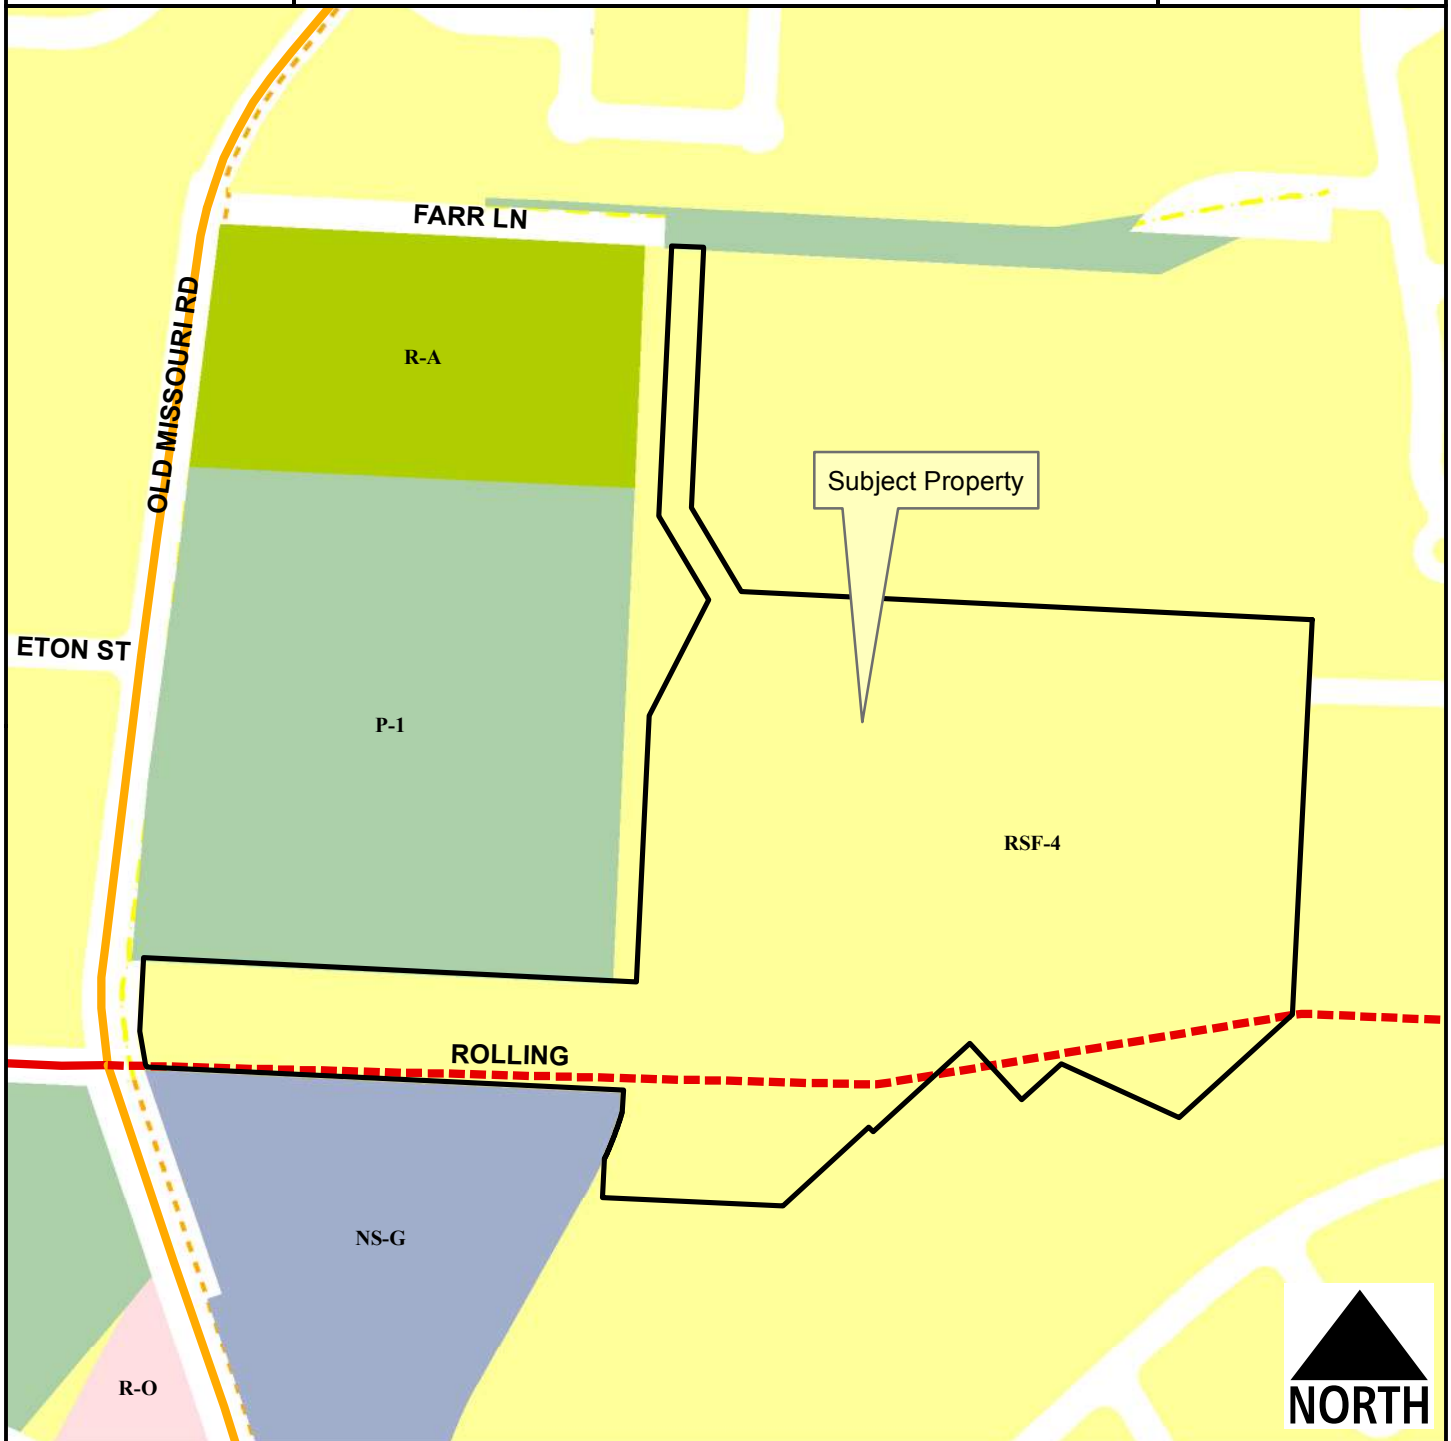 FARR LN
OLD MISSOURI RD
R-A
Subject Property
ETON ST
P-1
RSF-4
ROLLING
NS-G
R-O
NORTH